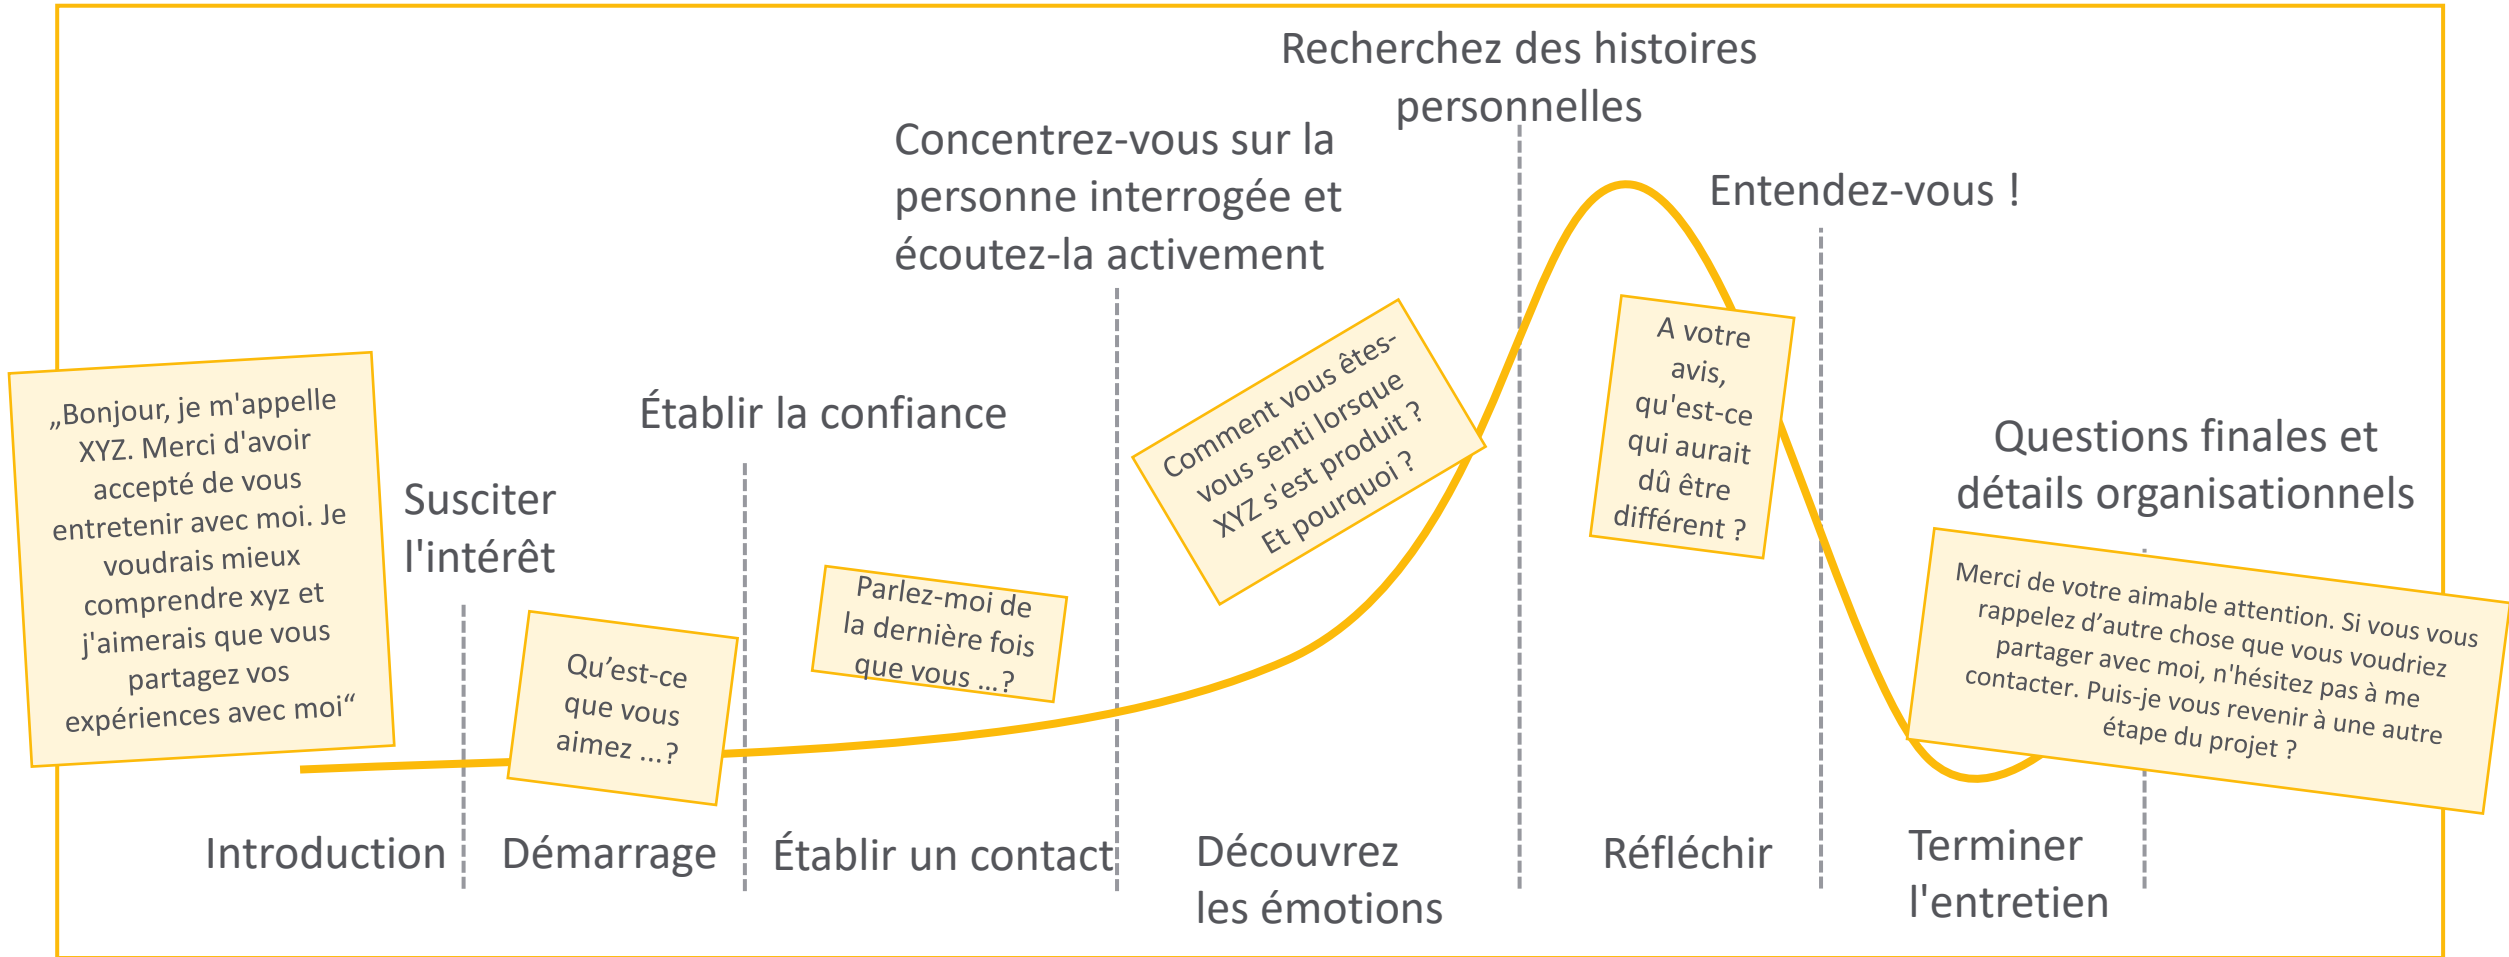 Recherchez des histoires
personnelles
Concentrez-vous sur la
personne interrogée et
écoutez-la activement
Entendez-vous !
Établir la confiance
Susciter
l'intérêt
Questions finales et
détails organisationnels
„Bonjour, je m'appelle
XYZ. Merci d'avoir
accepté de vous
entretenir avec moi. Je
voudrais mieux
comprendre xyz et
j'aimerais que vous
partagez vos
expériences avec moi“
Qu’est-ce
que vous
aimez ...?
Parlez-moi de
la dernière fois
que vous ...?
Comment vous êtes-
vous senti lorsque
XYZ s'est produit ?
Et pourquoi ?
A votre
avis,
qu'est-ce
qui aurait
dû être
différent ?
Merci de votre aimable attention. Si vous vous
rappelez d’autre chose que vous voudriez
partager avec moi, n'hésitez pas à me
contacter. Puis-je vous revenir à une autre
étape du projet ?
Introduction
Démarrage
Établir un contact
Découvrez
les émotions
Réfléchir
Terminer
l'entretien